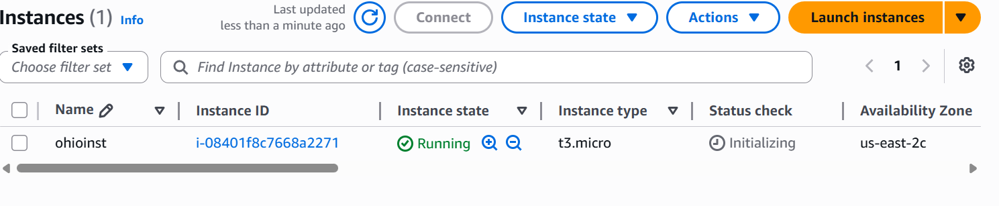 Instances (1) Info
Last updated
less than a minute ago
Connect
Instance state
Actions
Launch instances
Saved filter sets
Choose filter set
Find Instance by attribute or tag (case-sensitive)
1
Name Instance ID Instance state Instance type Status check Availability Zone
ohioinst i-08401f8c7668a2271 Running t3.micro Initializing us-east-2c